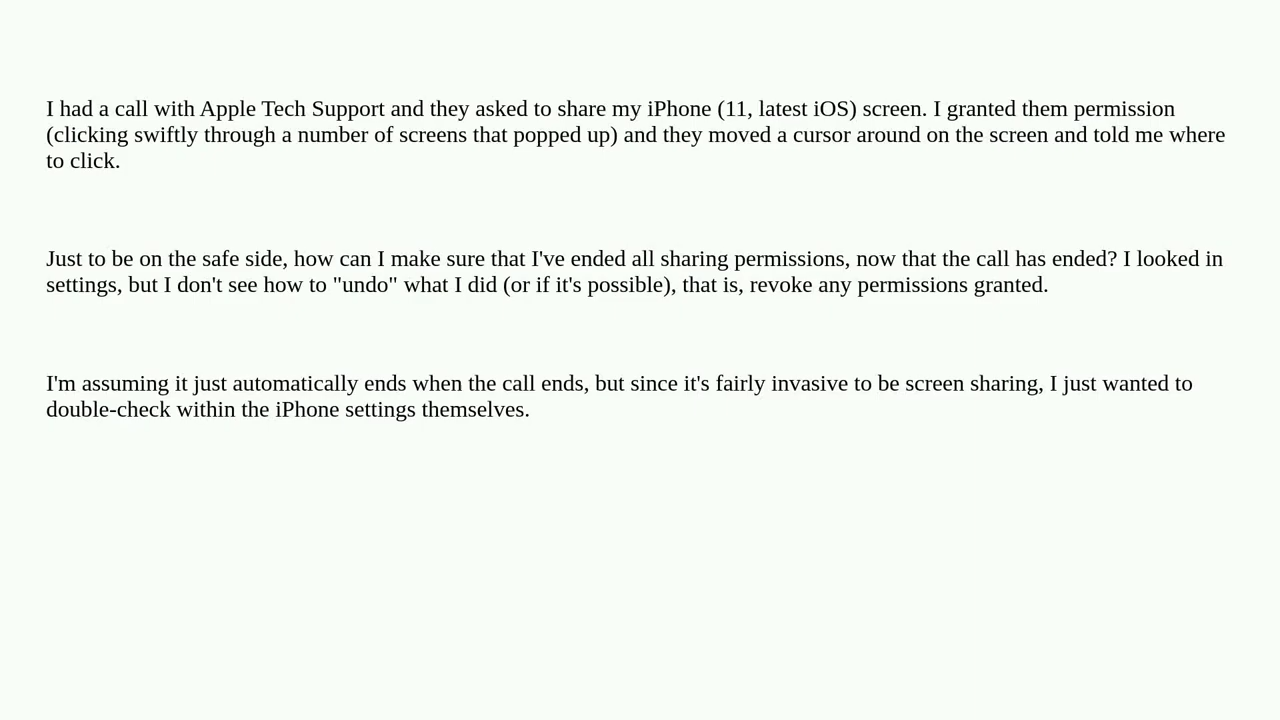 I had a call with Apple Tech Support and they asked to share my iPhone (11, latest iOS) screen. I granted them permission
(clicking swiftly through a number of screens that popped up) and they moved a cursor around on the screen and told me where
to click.
Just to be on the safe side, how can I make sure that I've ended all sharing permissions, now that the call has ended? I looked in
settings, but I don't see how to "undo" what I did (or if it's possible), that is, revoke any permissions granted.
I'm assuming it just automatically ends when the call ends, but since it's fairly invasive to be screen sharing, I just wanted to
double-check within the iPhone settings themselves.